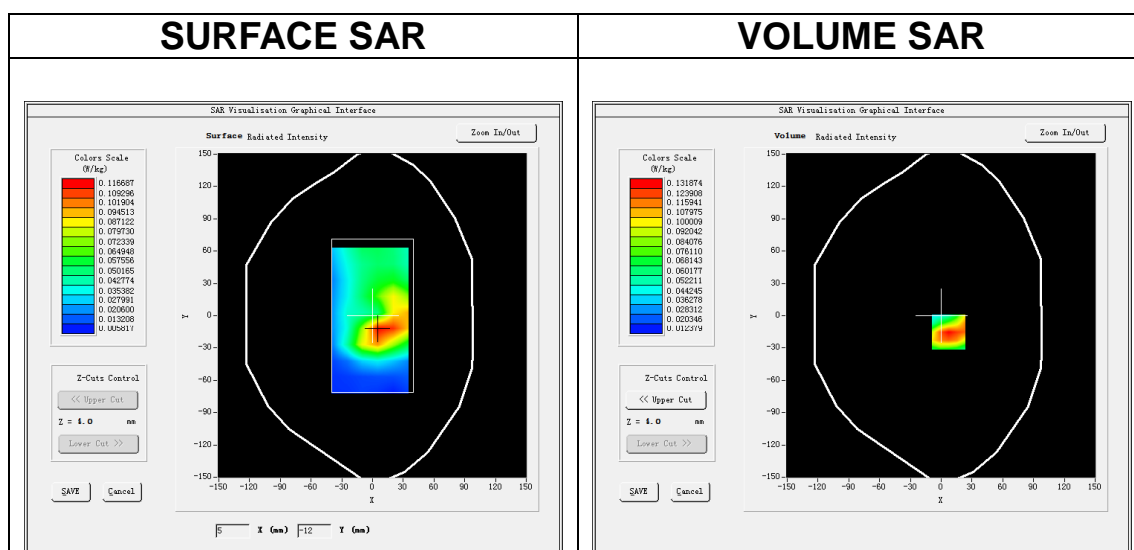 SURFACE SAR
SAR Visualisation Graphical Interface
Surface Radiated Intensity
Zoom In/Out
Colors Scale
(W/kg)
0.116687
0.109296
0.101904
0.094513
0.087122
0.079730
0.072339
0.064948
0.057556
0.050165
0.042774
0.035382
0.027991
0.020600
0.013208
0.005817
150
120
90
60
30
0
-30
-60
-90
-120
-150
Y
-150 -120 -90 -60 -30 0 30 60 90 120 150
X
Z-Cuts Control
<< Upper Cut
Z = 4.0 mm
Lower Cut >>
SAVE Cancel
5 X (mm) -12 Y (mm)
VOLUME SAR
SAR Visualisation Graphical Interface
Volume Radiated Intensity
Zoom In/Out
Colors Scale
(W/kg)
0.131874
0.123908
0.115941
0.107975
0.100009
0.092042
0.084076
0.076110
0.068143
0.060177
0.052211
0.044245
0.036278
0.028312
0.020346
0.012379
150
120
90
60
30
0
-30
-60
-90
-120
-150
Y
-150 -120 -90 -60 -30 0 30 60 90 120 150
X
Z-Cuts Control
<< Upper Cut
Z = 4.0 mm
Lower Cut >>
SAVE Cancel